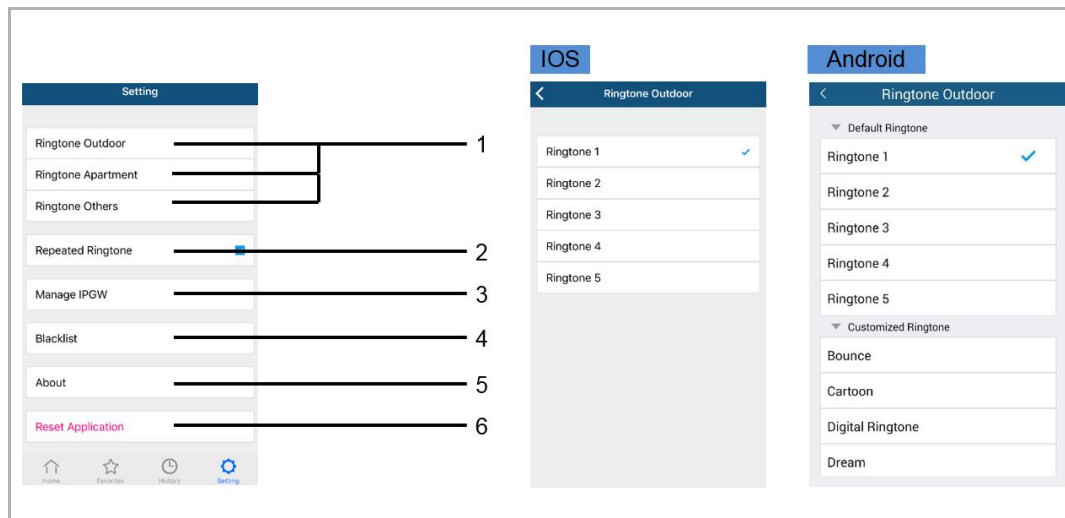 Setting
Ringtone Outdoor
1
Ringtone Apartment
Ringtone Others
Repeated Ringtone
2
Manage IPGW
3
Blacklist
4
About
5
Reset Application
6
Home
Favorites
History
Setting
IOS
Ringtone Outdoor
Ringtone 1
Ringtone 2
Ringtone 3
Ringtone 4
Ringtone 5
Android
Ringtone Outdoor
Default Ringtone
Ringtone 1
Ringtone 2
Ringtone 3
Ringtone 4
Ringtone 5
Customized Ringtone
Bounce
Cartoon
Digital Ringtone
Dream